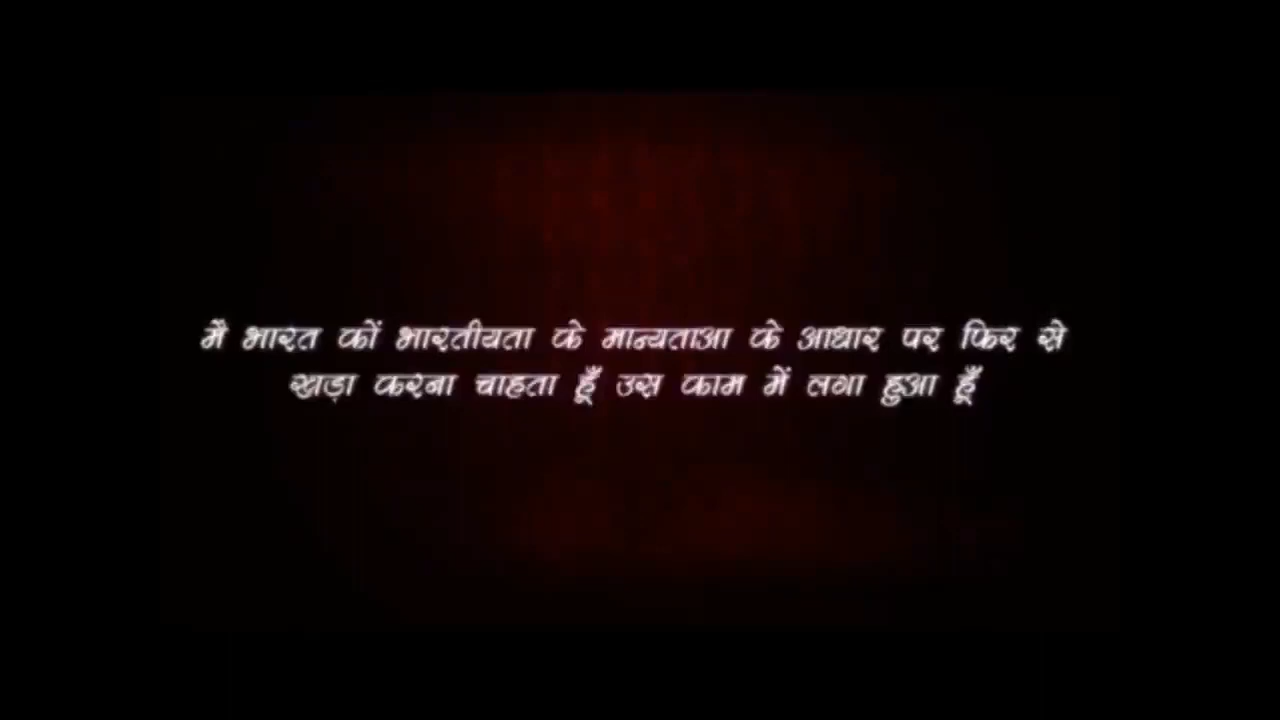 मै भारत कों भारतीयता के मान्यताआ के आधार पर फिर से
खड़ा करना चाहता हूँ उस काम में लगा हुआ हूँ